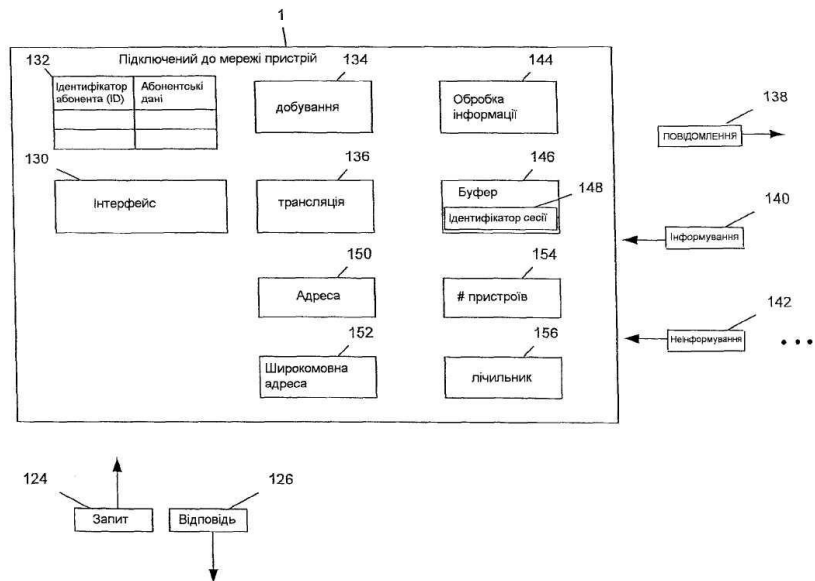 1
Підключений до мережі пристрій
132
134
144
138
Ідентифікатор
абонента (ID)
Абонентські
дані
добування
Обробка
інформації
ПОВІДОМЛЕННЯ
130
136
146
148
140
Інтерфейс
трансляція
Буфер
Ідентифікатор сесії
Інформування
150
154
142
Адреса
# пристроїв
Неінформування
152
156
Широкомовна
адреса
лічильник
124
126
Запит
Відповідь